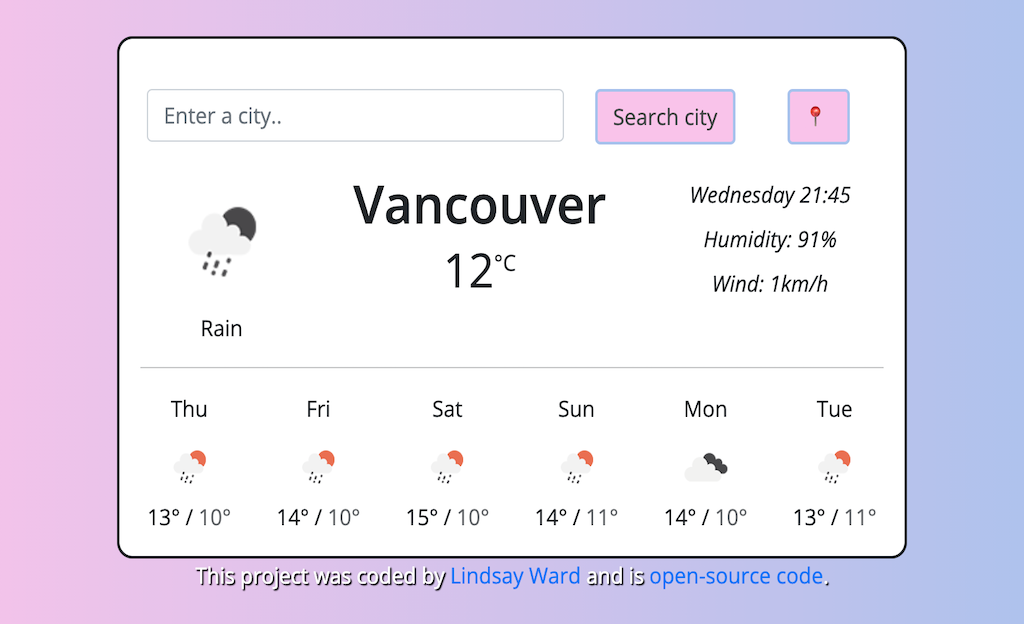 Enter a city..
Search city
Vancouver
12°C
Wednesday 21:45
Humidity: 91%
Wind: 1km/h
Rain
Thu Fri Sat Sun Mon Tue
13° / 10° 14° / 10° 15° / 10° 14° / 11° 14° / 10° 13° / 11°
This project was coded by Lindsay Ward and is open-source code.